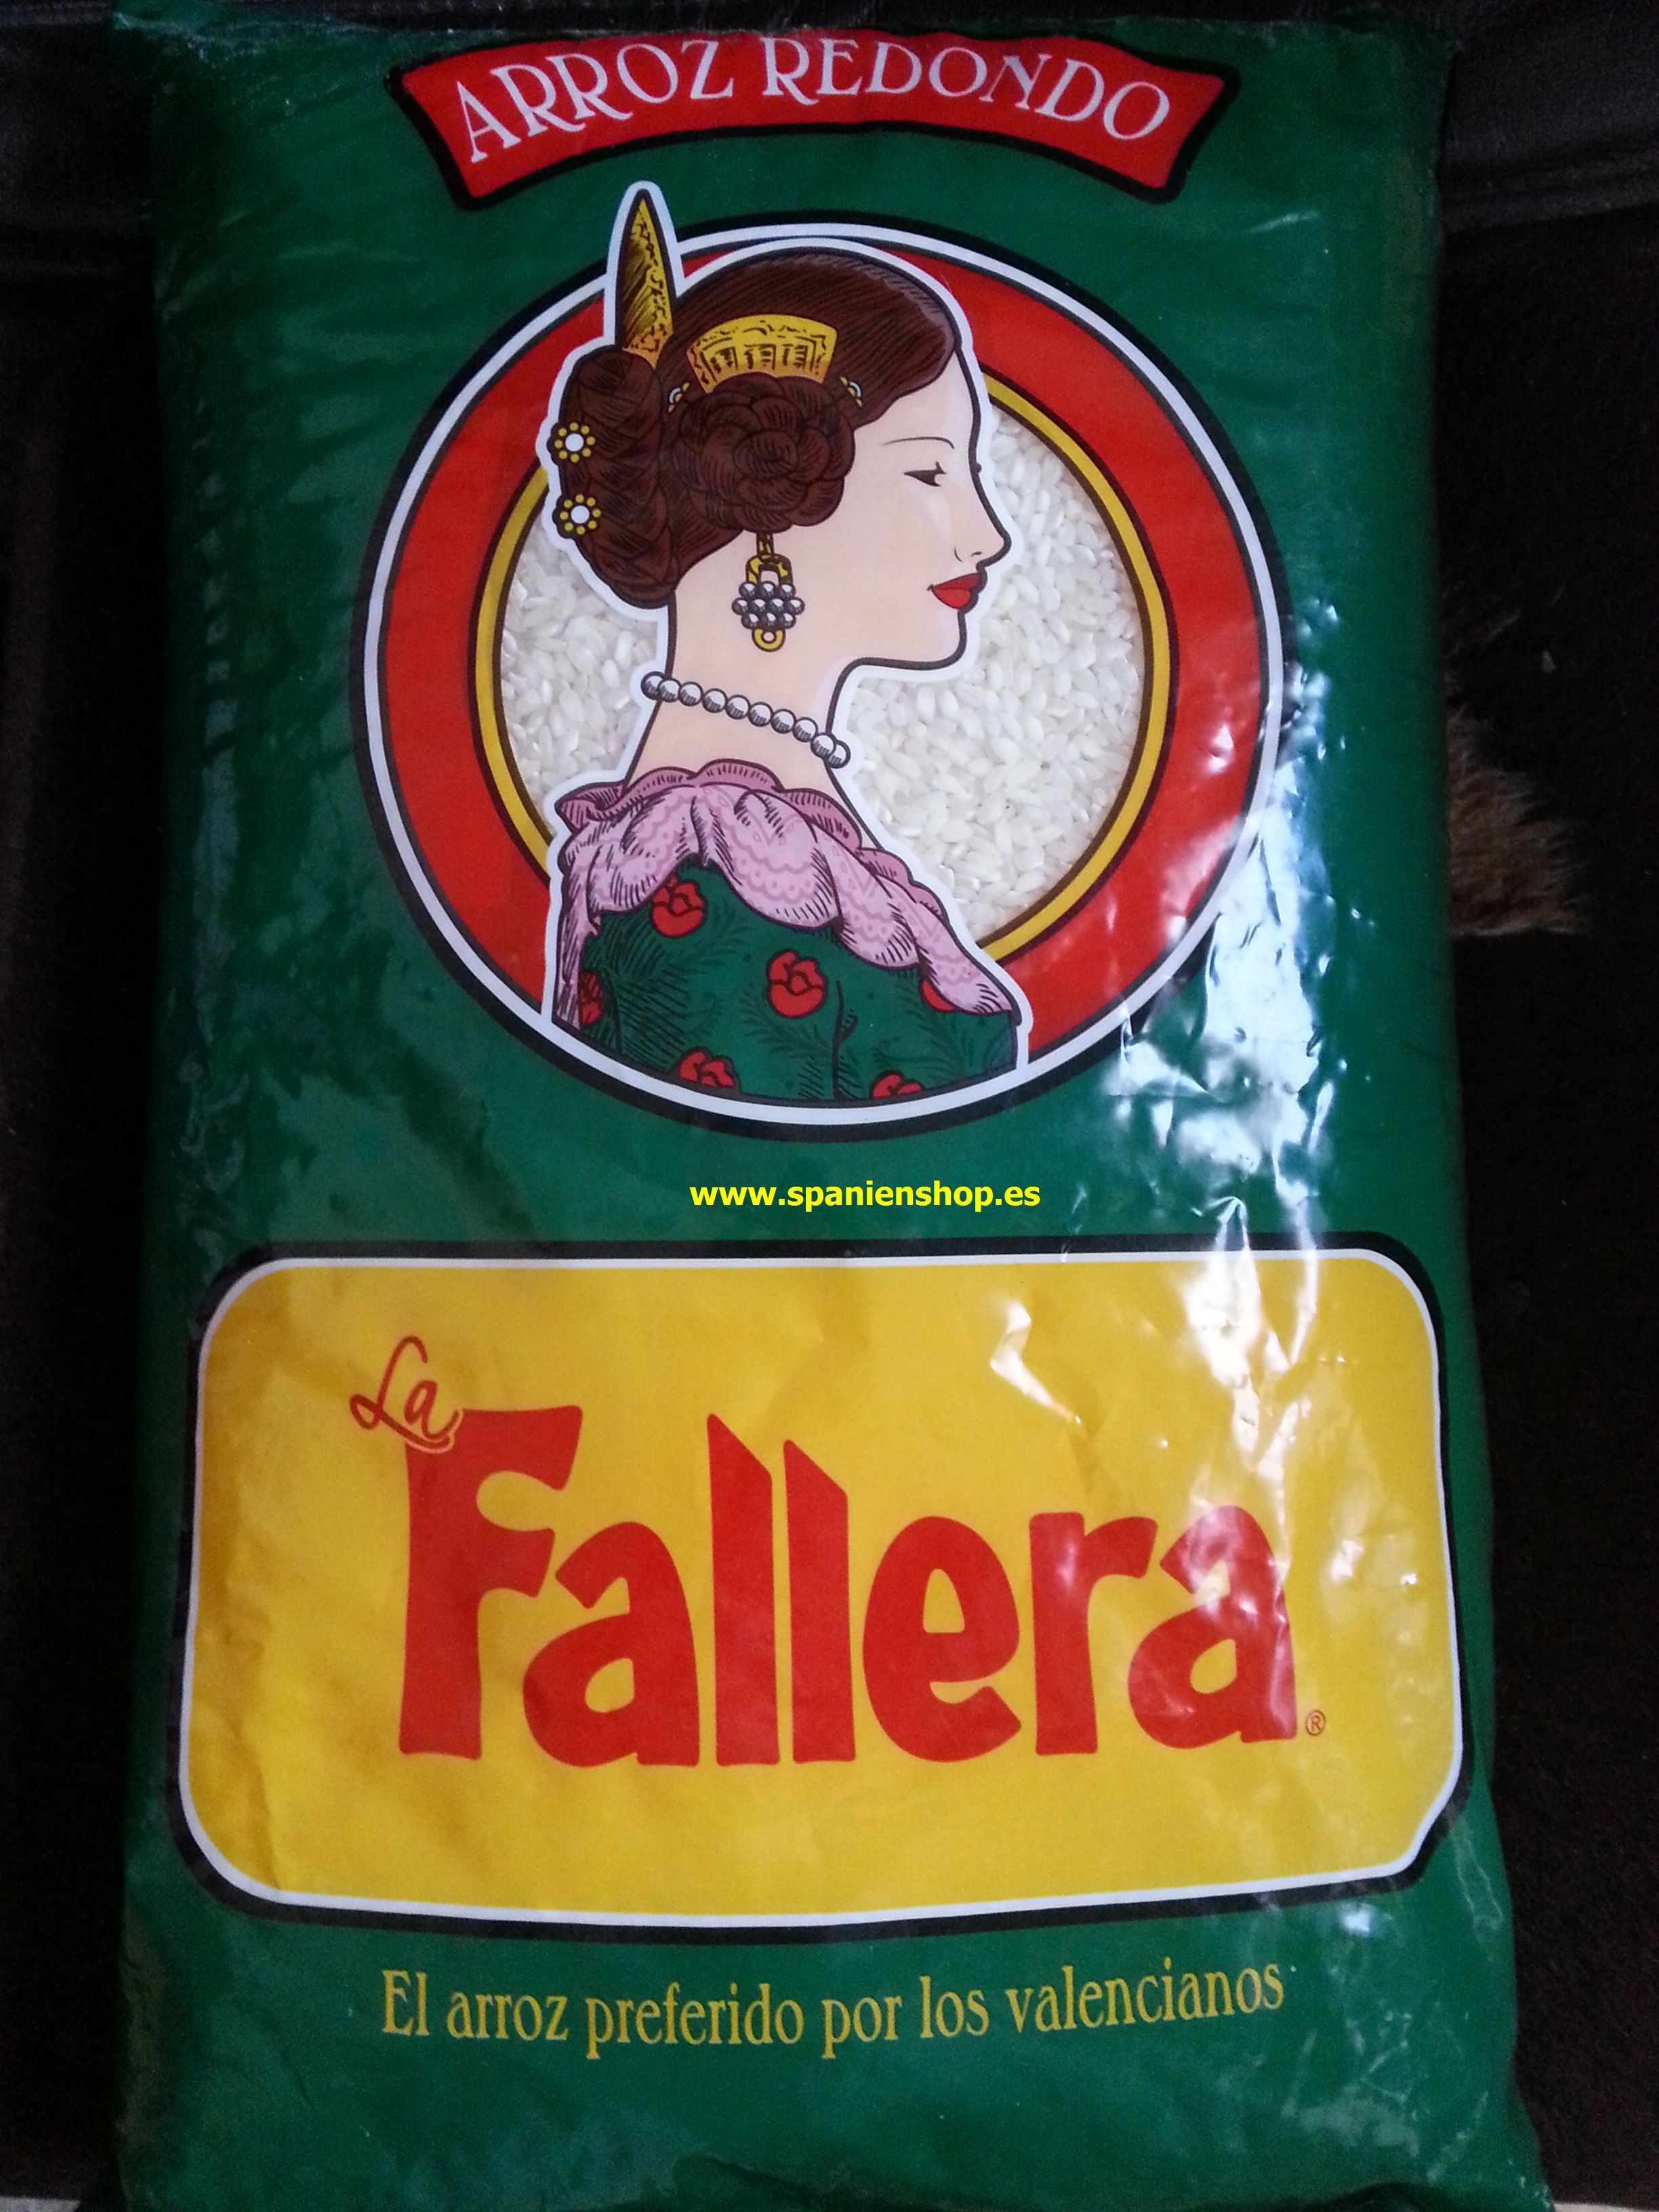 ARROZ REDONDO
www.spanienshop.es
La
Fallera®
El arroz preferido por los valencianos